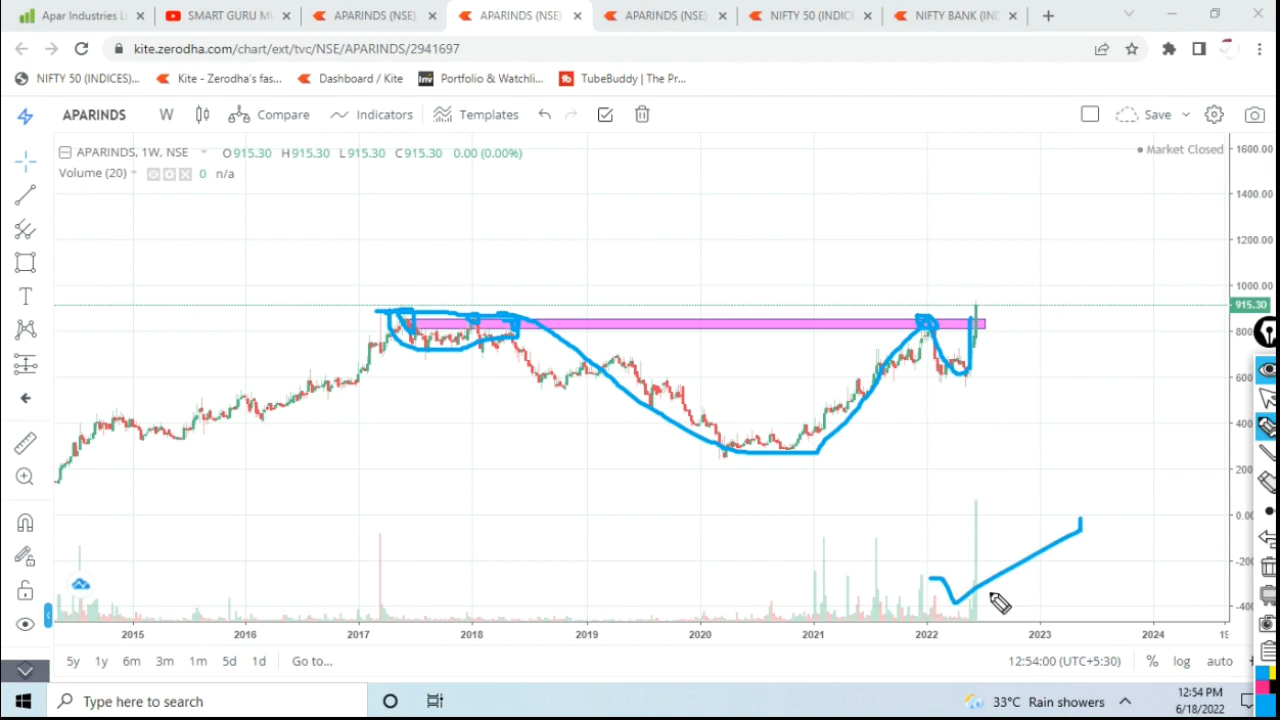 Apar Industries L
SMART GURU M
APARINDS (NSE)
APARINDS (NSE)
APARINDS (NSE)
NIFTY 50 (INDICE
NIFTY BANK (IN
kite.zerodha.com/chart/ext/tvc/NSE/APARINDS/2941697
NIFTY 50 (INDICES)...
Kite - Zerodha's fas...
Dashboard / Kite
Inv
Portfolio & Watchli...
tb
TubeBuddy | The Pr...
APARINDS
W
Compare
Indicators
Templates
Save
APARINDS, 1W, NSE
O915.30 H915.30 L915.30 C915.30 0.00 (0.00%)
Market Closed
Volume (20)
0 n/a
T
1600.00
1400.00
1200.00
1000.00
915.30
800
600
400
200
0.00
-200
-400
2015 2016 2017 2018 2019 2020 2021 2022 2023 2024
5y 1y 6m 3m 1m 5d 1d Go to...
12:54:00 (UTC+5:30) % log auto
Type here to search
33°C Rain showers
12:54 PM
6/18/2022